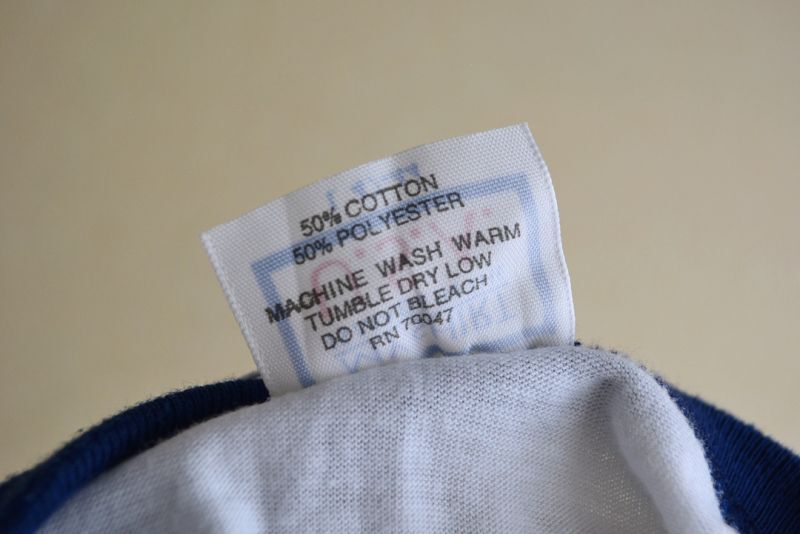 50% COTTON
50% POLYESTER
MACHINE WASH WARM
TUMBLE DRY LOW
DO NOT BLEACH
RN 79047